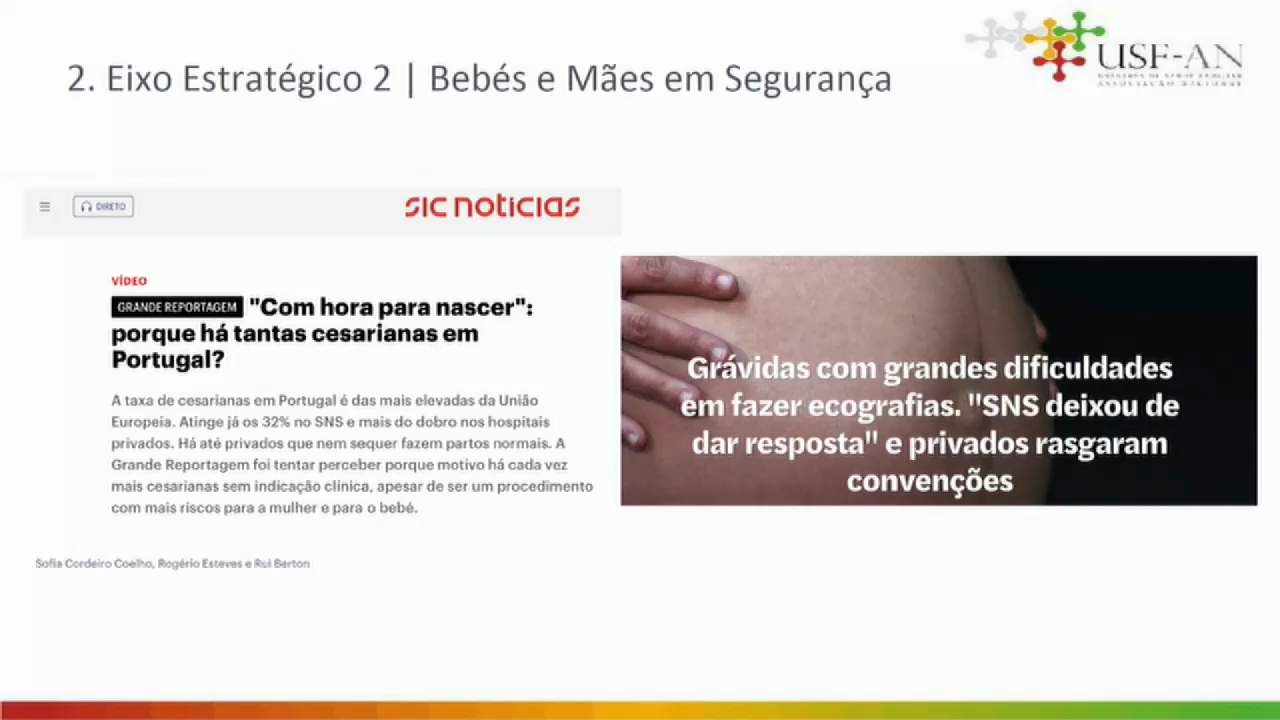 2. Eixo Estratégico 2 | Bebés e Mães em Segurança
USF-AN
DIRETO
sic notícias
VÍDEO
GRANDE REPORTAGEM "Com hora para nascer":
porque há tantas cesarianas em
Portugal?
A taxa de cesarianas em Portugal é das mais elevadas da União
Europeia. Atinge já os 32% no SNS e mais do dobro nos hospitais
privados. Há até privados que nem sequer fazem partos normais. A
Grande Reportagem foi tentar perceber porque motivo há cada vez
mais cesarianas sem indicação clínica, apesar de ser um procedimento
com mais riscos para a mulher e para o bebé.
Sofia Cordeiro Coelho, Rogério Esteves e Rui Berton
Grávidas com grandes dificuldades
em fazer ecografias. "SNS deixou de
dar resposta" e privados rasgaram
convenções